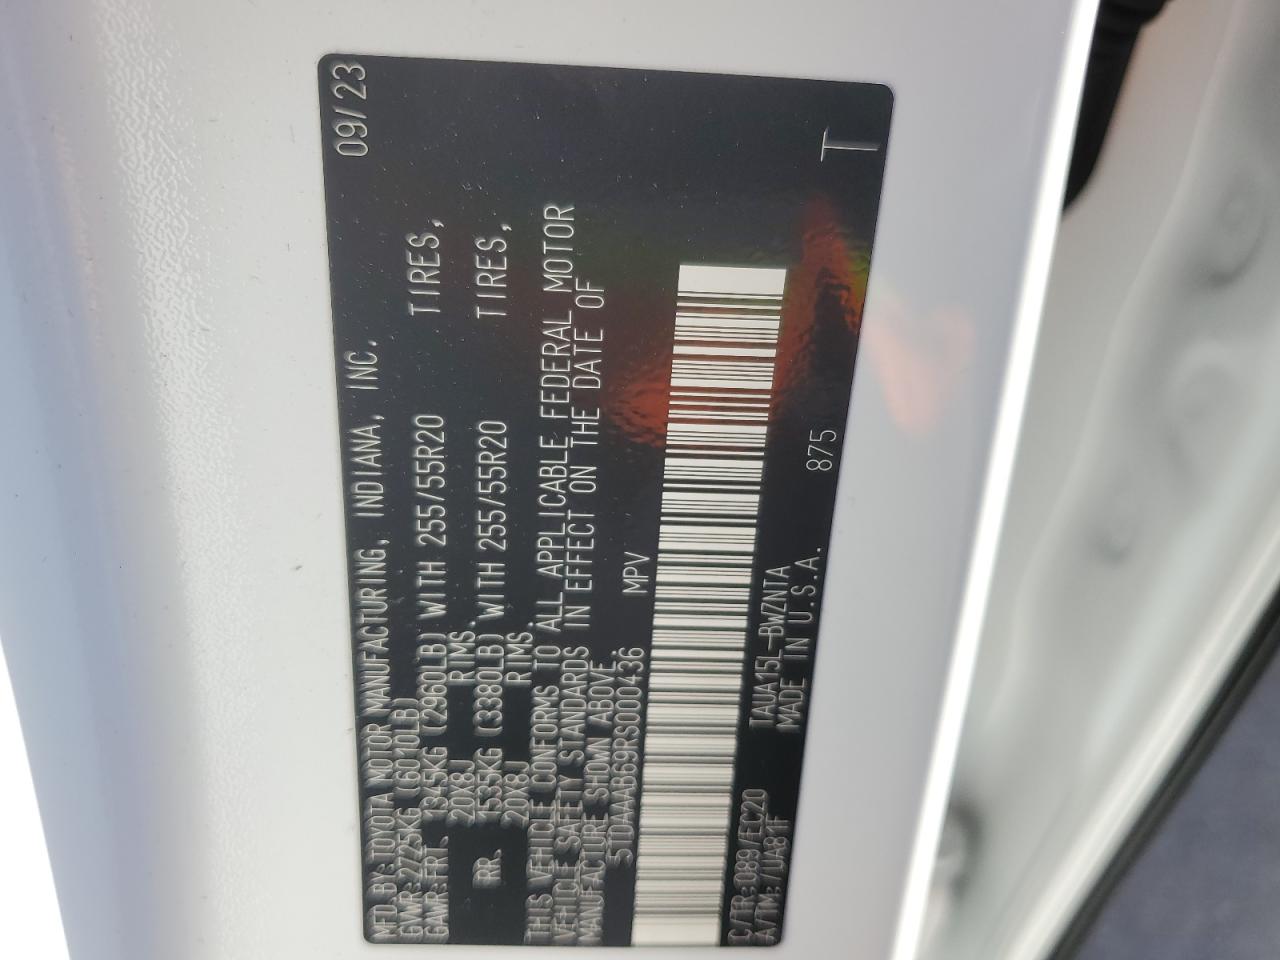 09/23
MFD. BY: TOYOTA MOTOR MANUFACTURING, INDIANA, INC.
GVWR: 2725KG (6010LB)
GAWR: FRT. 1345KG (2960LB) WITH 255/55R20 TIRES,
20X8J RIMS.
RR. 1535KG (3380LB) WITH 255/55R20 TIRES,
20X8J RIMS.
THIS VEHICLE CONFORMS TO ALL APPLICABLE FEDERAL MOTOR
VEHICLE SAFETY STANDARDS IN EFFECT ON THE DATE OF
MANUFACTURE SHOWN ABOVE.
5TDAAAB69RS000436 MPV
C/TR: 089/EC20 TAUA15L-BWZNTA
A/TM: /UA81F MADE IN U.S.A. 875
T